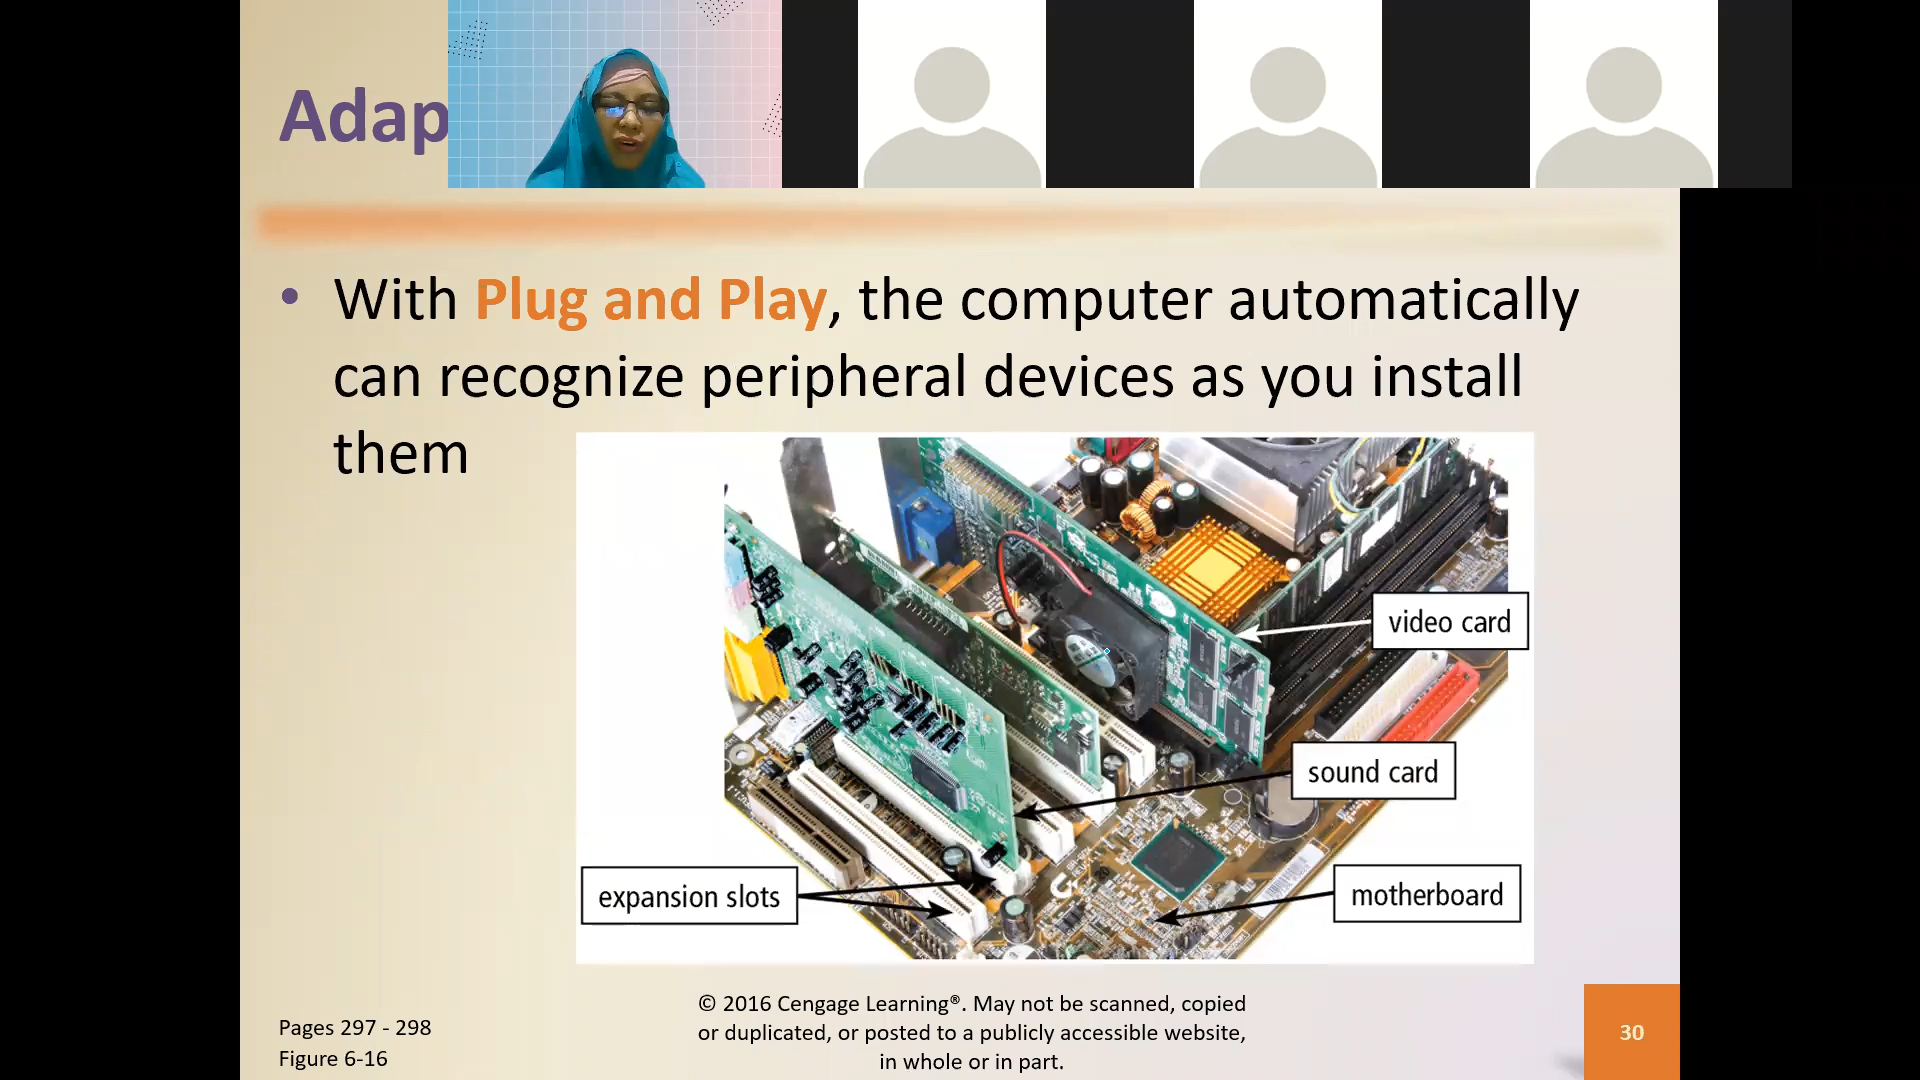 Adap
• With Plug and Play, the computer automatically
can recognize peripheral devices as you install
them
video card
sound card
expansion slots
motherboard
Pages 297 - 298
Figure 6-16
© 2016 Cengage Learning®. May not be scanned, copied
or duplicated, or posted to a publicly accessible website,
in whole or in part.
30